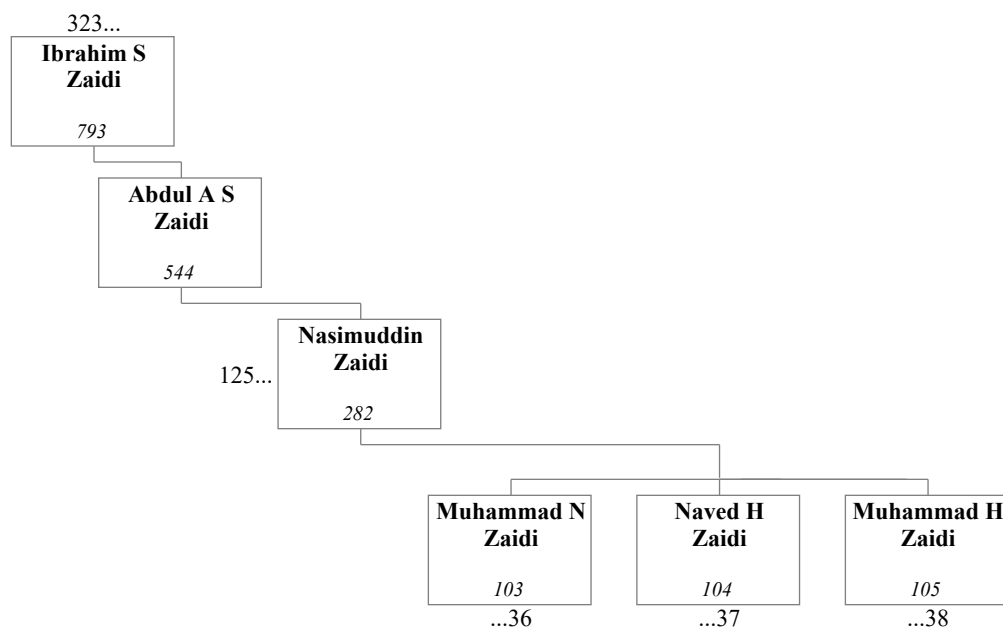 323...
Ibrahim S
Zaidi
793
Abdul A S
Zaidi
544
Nasimuddin
Zaidi
125...
282
Muhammad N
Zaidi
103
...36
Naved H
Zaidi
104
...37
Muhammad H
Zaidi
105
...38